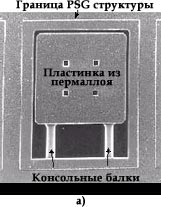 Граница PSG структуры
Пластинка из
пермаллоя
Консольные балки
а)